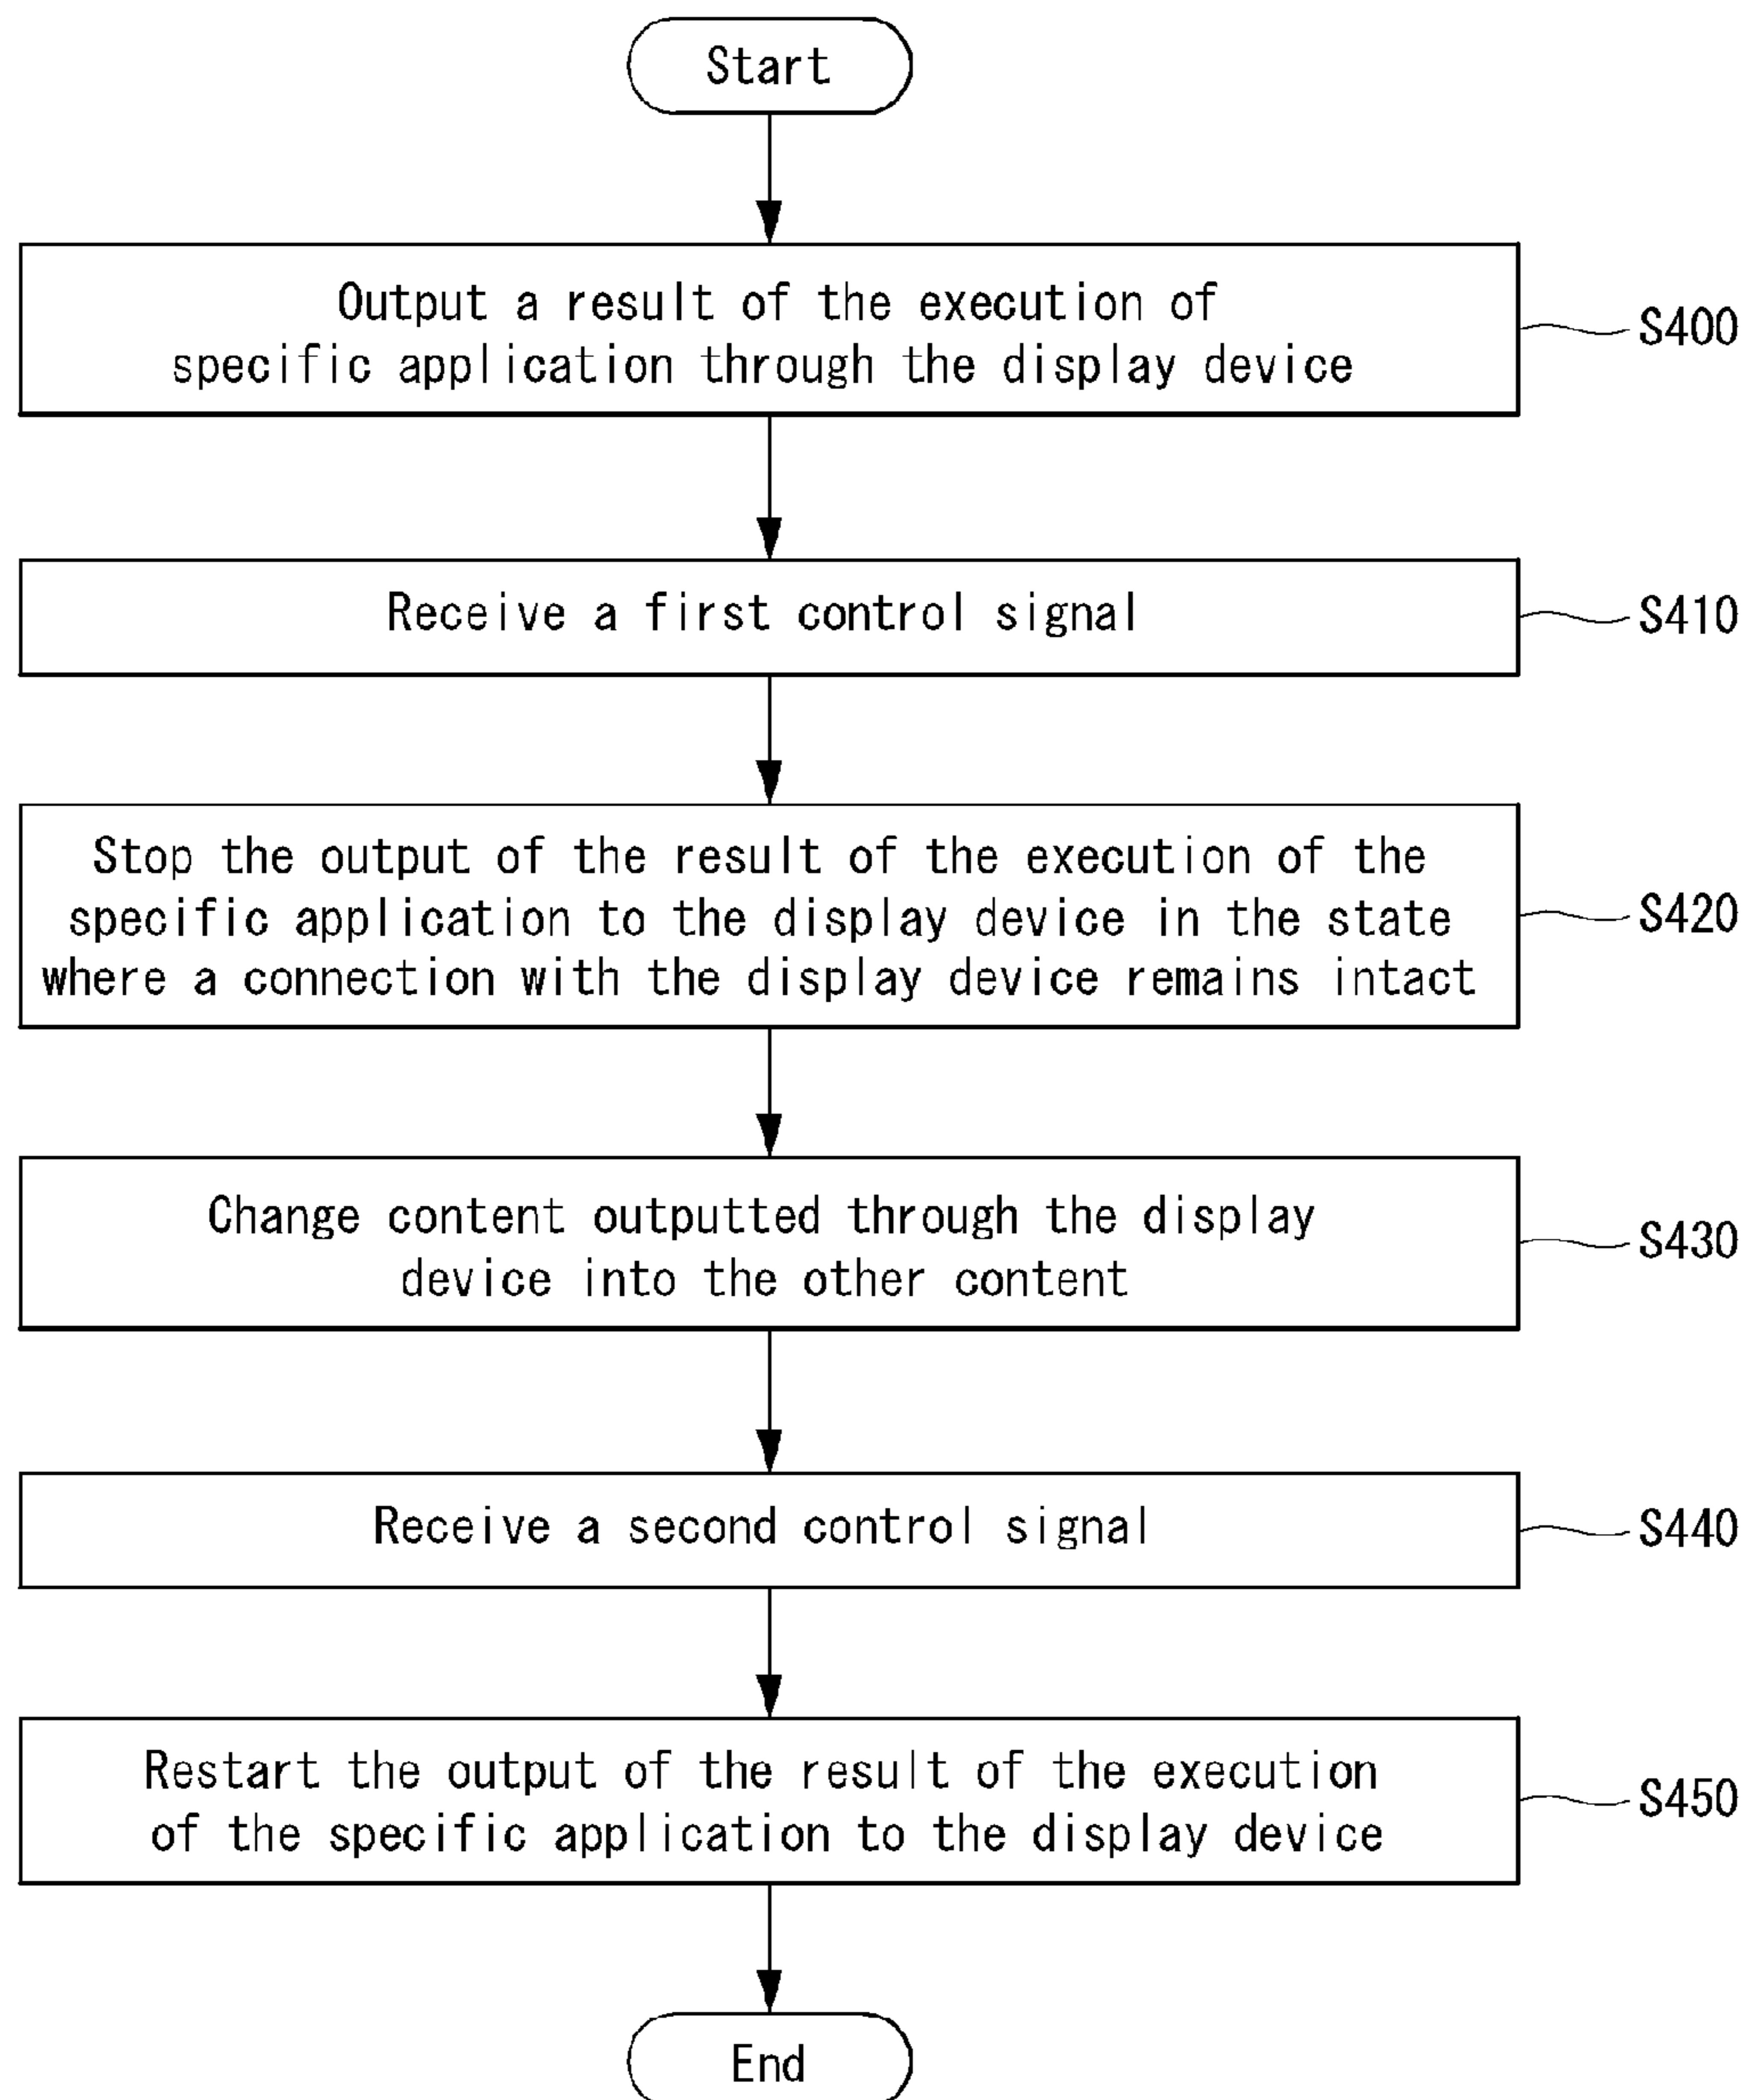 Start
Output a result of the execution of
specific application through the display device
S400
Receive a first control signal
S410
Stop the output of the result of the execution of the
specific application to the display device in the state
where a connection with the display device remains intact
S420
Change content outputted through the display
device into the other content
S430
Receive a second control signal
S440
Restart the output of the result of the execution
of the specific application to the display device
S450
End